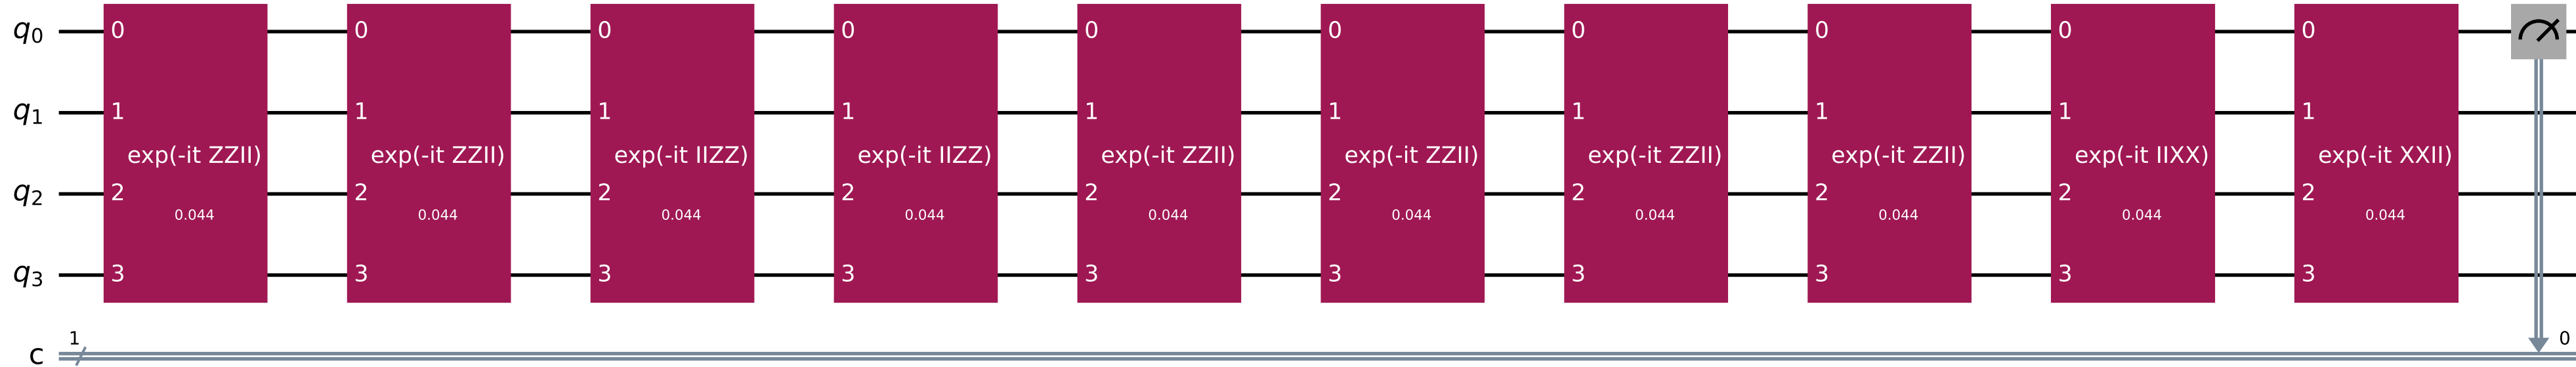 q0 0 0 0 0 0 0 0 0 0 0
q1 1 1 1 1 1 1 1 1 1 1
exp(-it ZZII) exp(-it ZZII) exp(-it IIZZ) exp(-it IIZZ) exp(-it ZZII) exp(-it ZZII) exp(-it ZZII) exp(-it ZZII) exp(-it IIXX) exp(-it XXII)
q2 2 2 2 2 2 2 2 2 2 2
0.044 0.044 0.044 0.044 0.044 0.044 0.044 0.044 0.044 0.044
q3 3 3 3 3 3 3 3 3 3 3
1 0
c